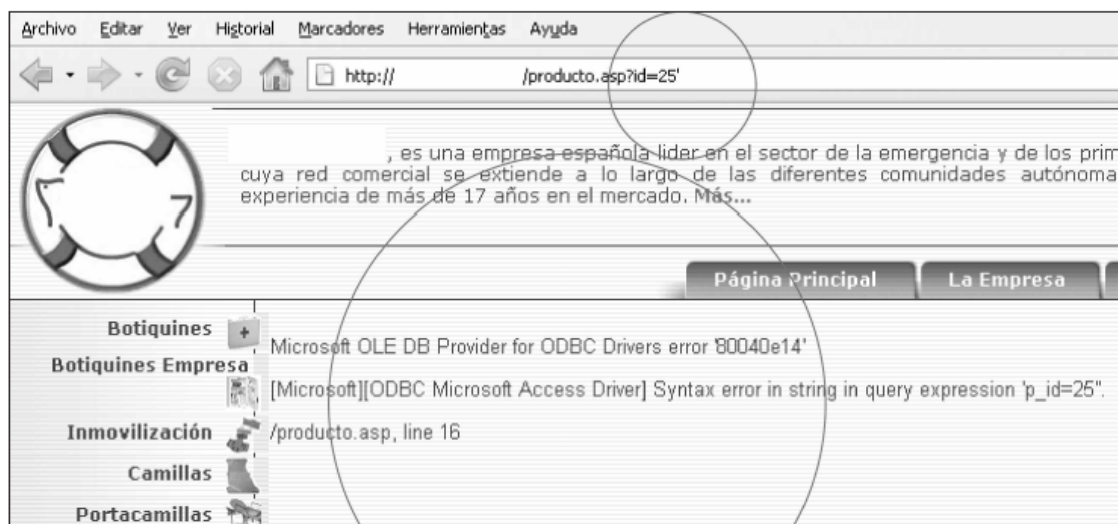 Archivo Editar Ver Historial Marcadores Herramientas Ayuda
http:// /producto.asp?id=25'
, es una empresa española lider en el sector de la emergencia y de los prim
cuya red comercial se extiende a lo largo de las diferentes comunidades autónoma
experiencia de más de 17 años en el mercado. Más...
Página Principal La Empresa
Botiquines
Botiquines Empresa
Inmovilización
Camillas
Portacamillas
Microsoft OLE DB Provider for ODBC Drivers error '80040e14'
[Microsoft][ODBC Microsoft Access Driver] Syntax error in string in query expression 'p_id=25''.
/producto.asp, line 16